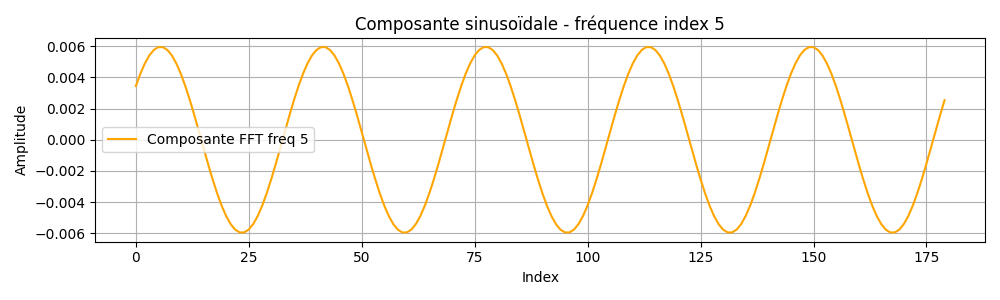 Composante sinusoïdale - fréquence index 5
Amplitude
0.006
0.004
0.002
0.000
−0.002
−0.004
−0.006
Composante FFT freq 5
0 25 50 75 100 125 150 175
Index